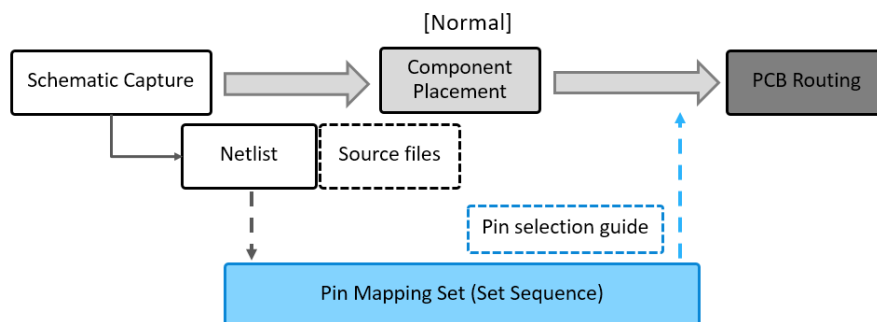 [Normal]
Schematic Capture
Component
Placement
PCB Routing
Netlist
Source files
Pin selection guide
Pin Mapping Set (Set Sequence)